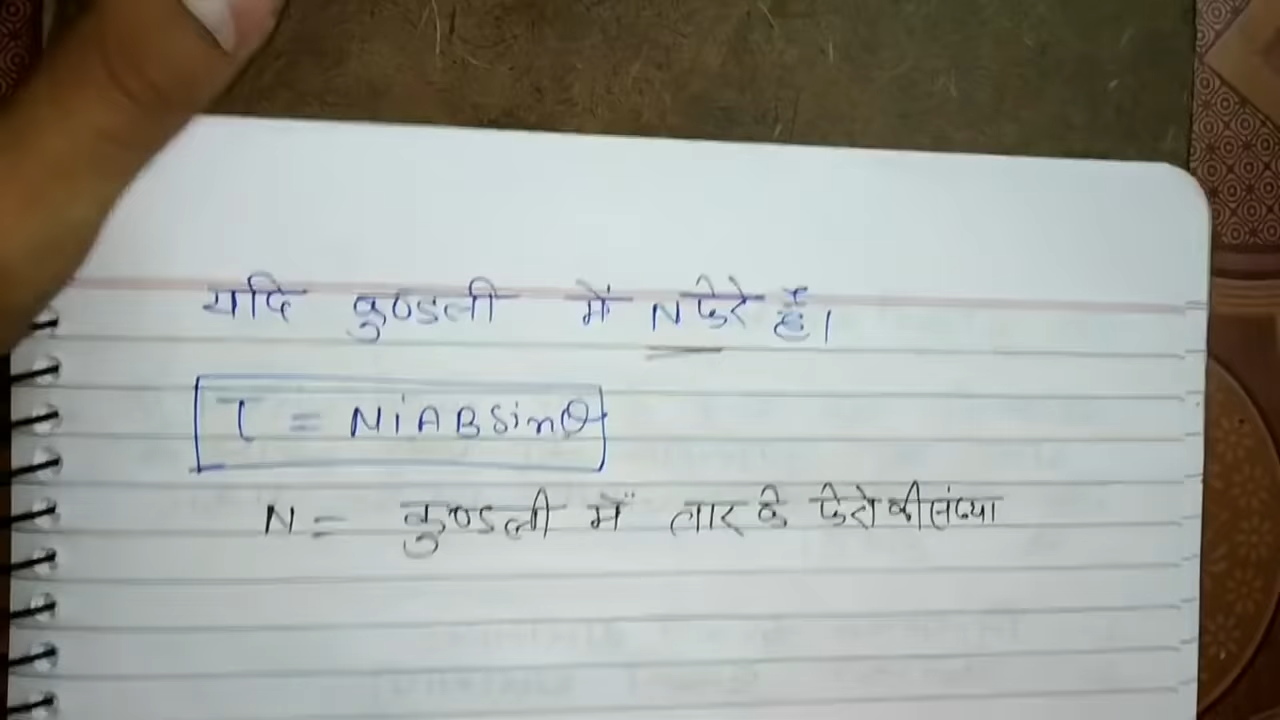 यदि कुण्डली में N फेरे हैं।
τ = NiABsinθ
N = कुण्डली में तार के फेरो की संख्या